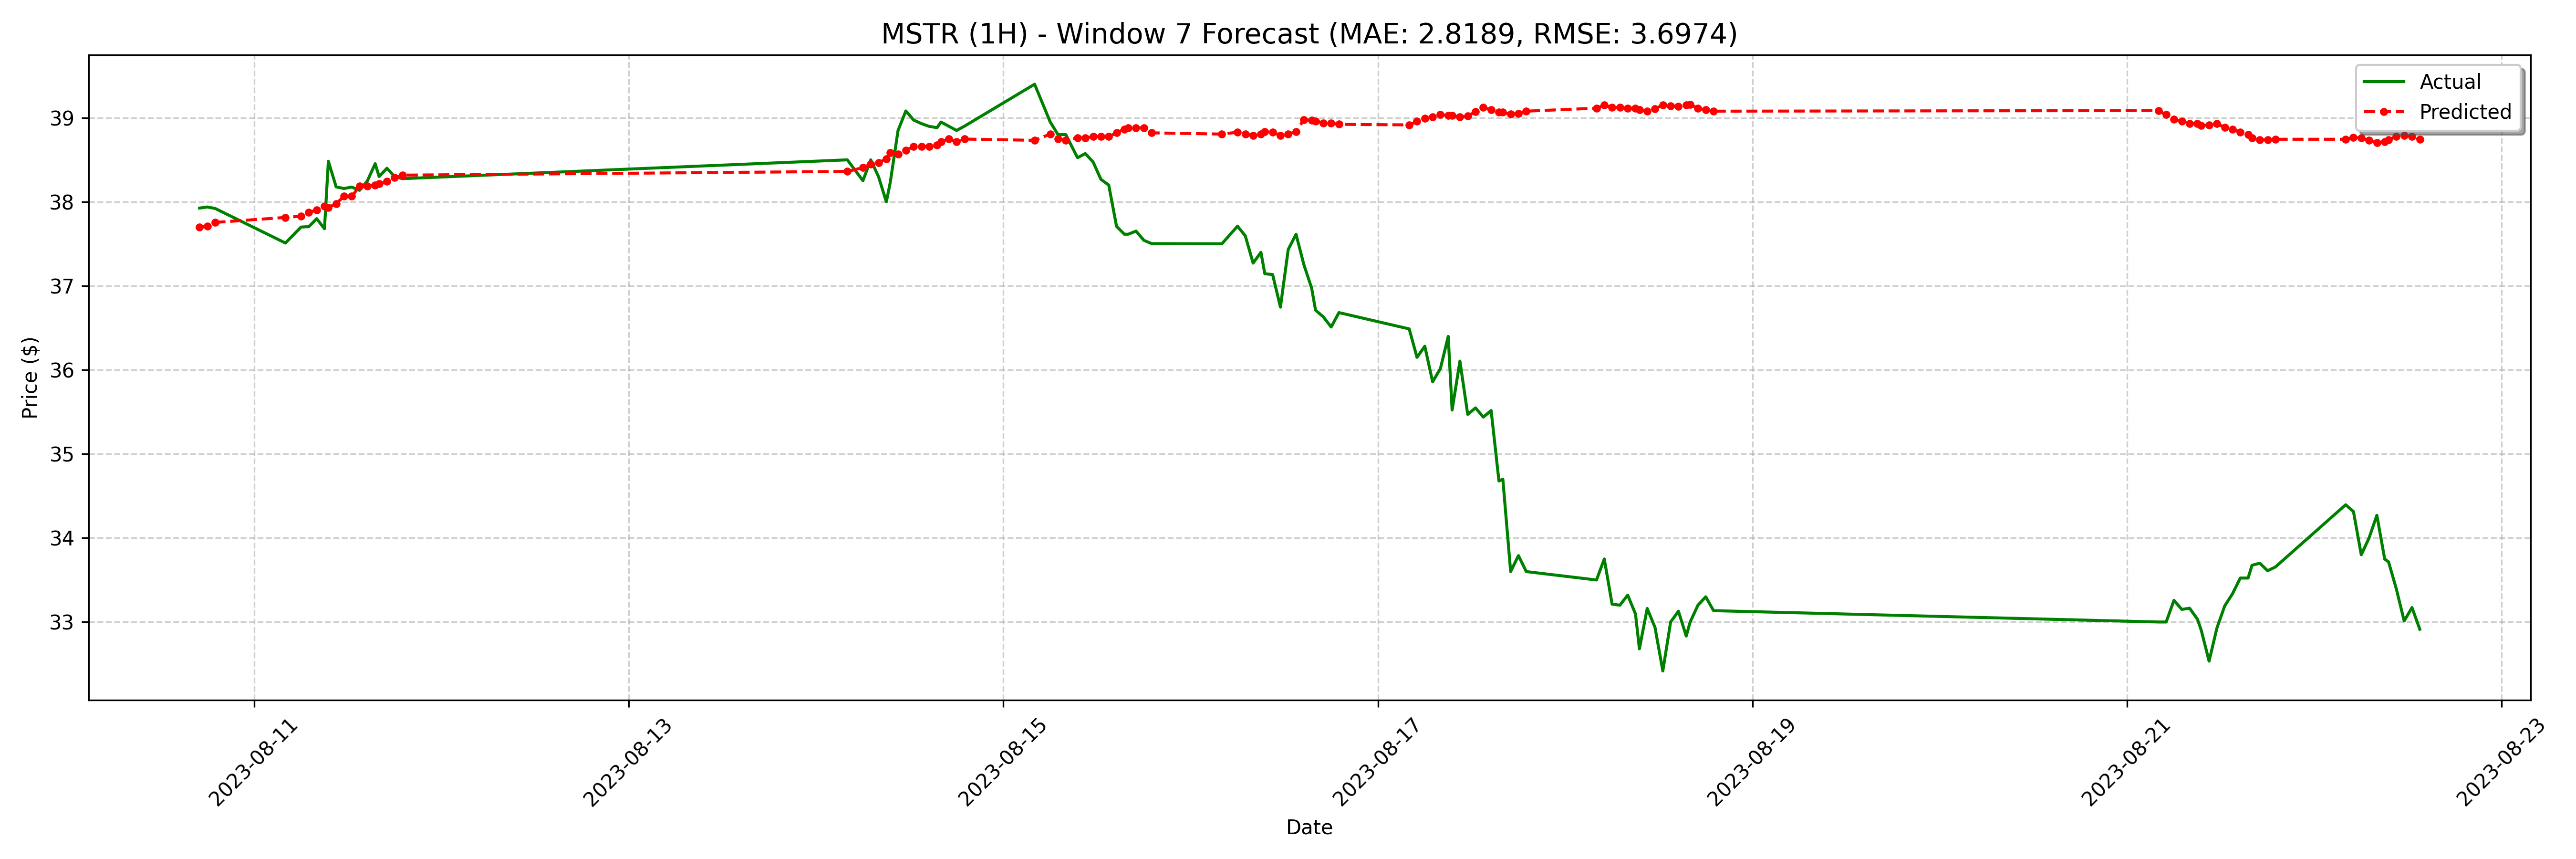 MSTR (1H) - Window 7 Forecast (MAE: 2.8189, RMSE: 3.6974)
Actual
Predicted
39
38
37
36
35
34
33
Price ($)
2023-08-11
2023-08-13
2023-08-15
2023-08-17
2023-08-19
2023-08-21
2023-08-23
Date